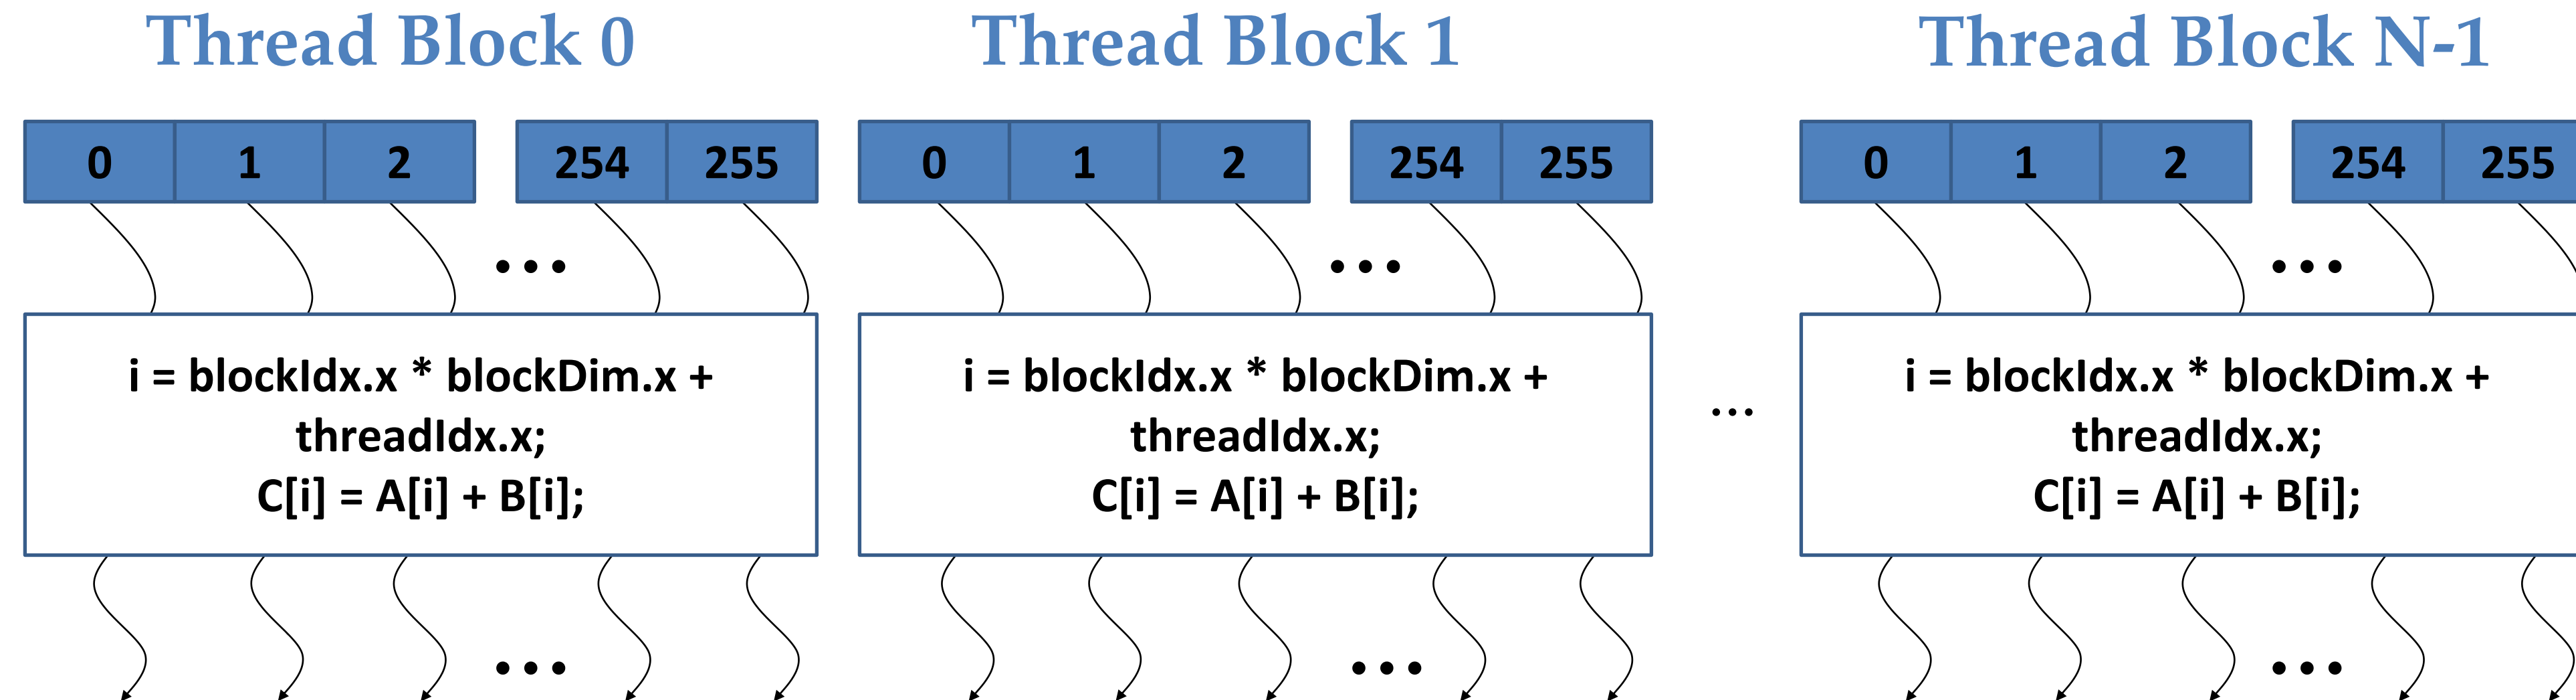 Thread Block 0
0 1 2 254 255
...
i = blockIdx.x * blockDim.x +
threadIdx.x;
C[i] = A[i] + B[i];
...
Thread Block 1
0 1 2 254 255
...
i = blockIdx.x * blockDim.x +
threadIdx.x;
C[i] = A[i] + B[i];
...
...
Thread Block N-1
0 1 2 254 255
...
i = blockIdx.x * blockDim.x +
threadIdx.x;
C[i] = A[i] + B[i];
...